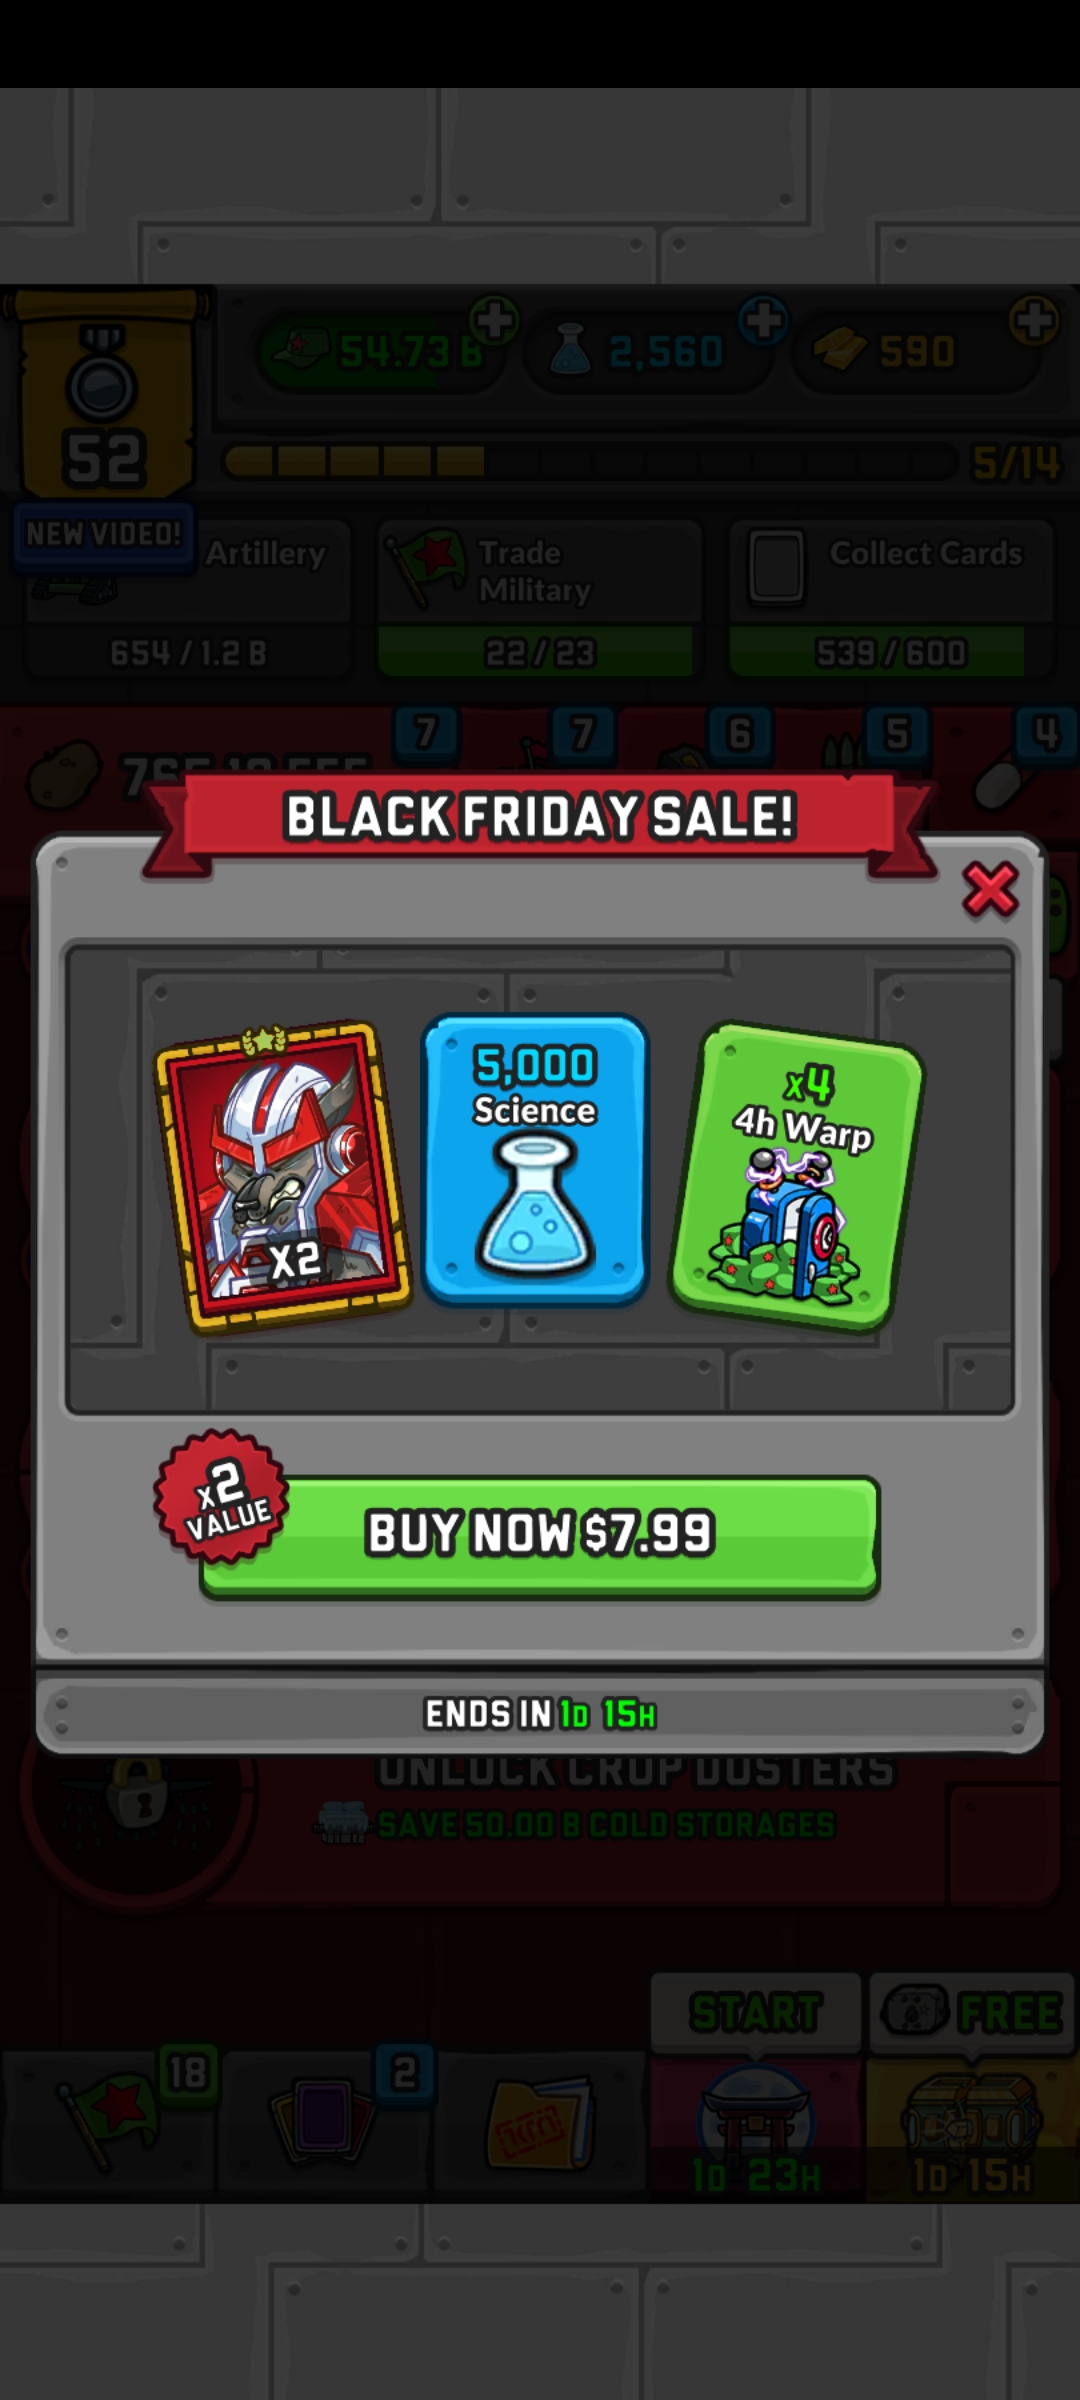 54.73 B
2,560
590
52
5/14
NEW VIDEO!
Artillery
Trade
Military
Collect Cards
654 / 1.2 B
22 / 23
539 / 600
7
7
6
5
4
BLACK FRIDAY SALE!
X2
5,000
Science
x4
4h Warp
x2
VALUE
BUY NOW $7.99
ENDS IN 1D 15H
UNLOCK CROP DUSTERS
SAVE 50.00 B COLD STORAGES
START
FREE
18
2
1D 23H
1D 15H